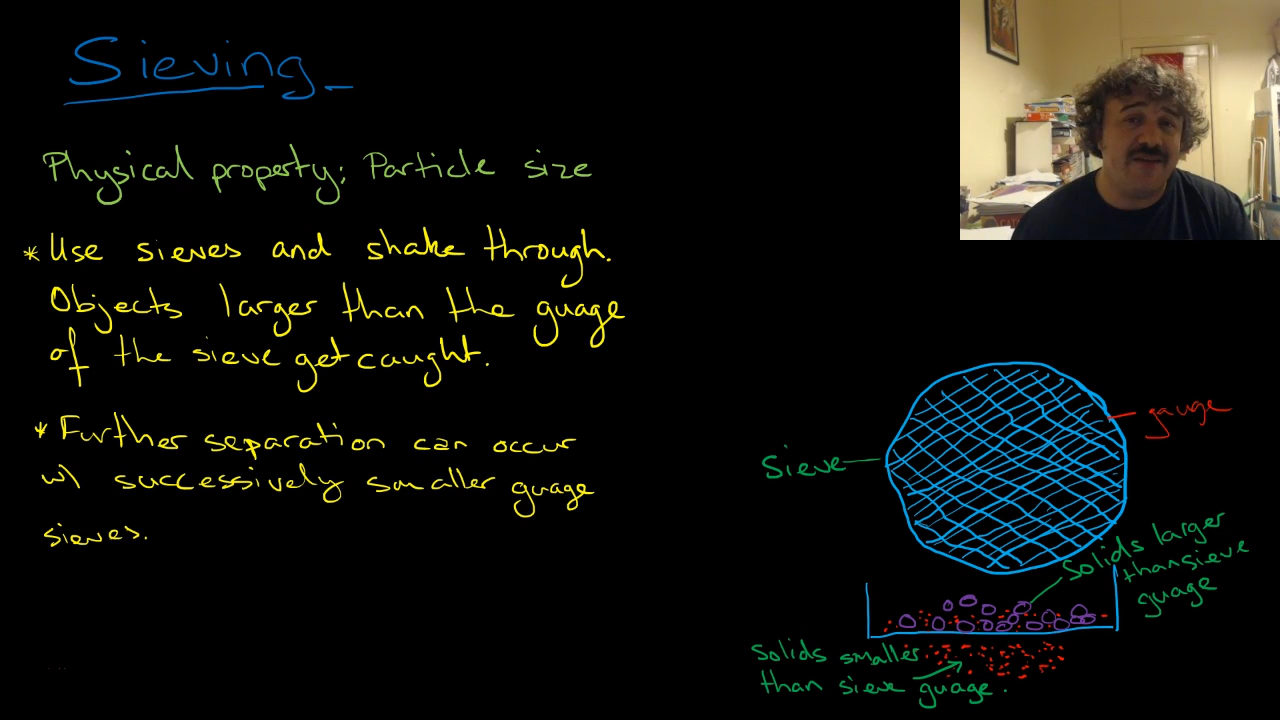 Sieving
Physical property: Particle size
* Use sieves and shake through.
Objects larger than the guage
of the sieve get caught.
* Further separation can occur
w\ successively smaller guage
sieves.
Sieve
gauge
Solids larger
than sieve
guage
Solids smaller
than sieve guage.